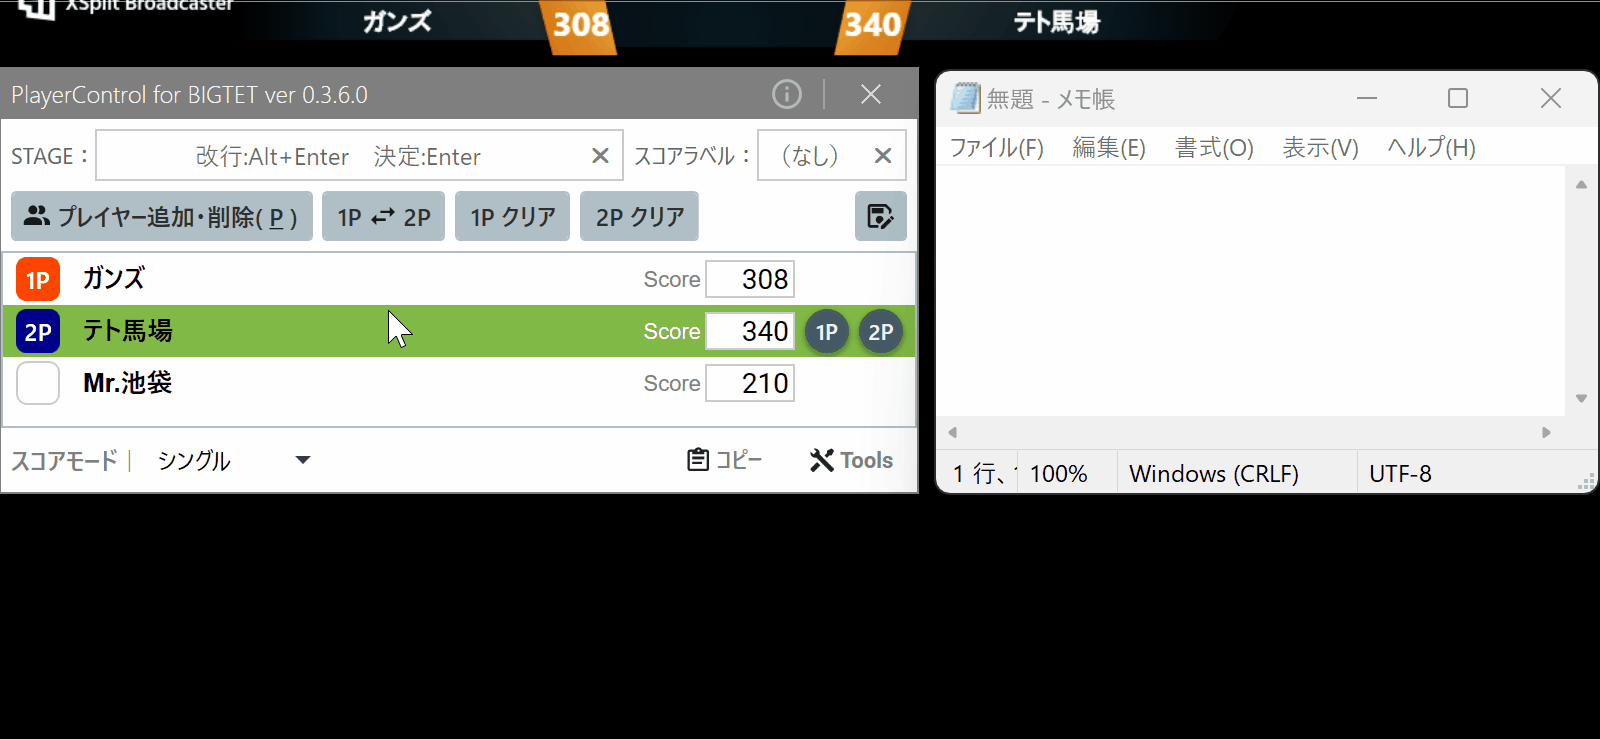 XSplit Broadcaster
ガンズ 308 340 テト馬場
PlayerControl for BIGTET ver 0.3.6.0
STAGE： 改行:Alt+Enter 決定:Enter スコアラベル： （なし）
プレイヤー追加・削除( P ) 1P 2P 1P クリア 2P クリア
1P ガンズ Score 308
2P テト馬場 Score 340 1P 2P
Mr.池袋 Score 210
スコアモード シングル コピー Tools
無題 - メモ帳
ファイル(F) 編集(E) 書式(O) 表示(V) ヘルプ(H)
1 行、 100% Windows (CRLF) UTF-8